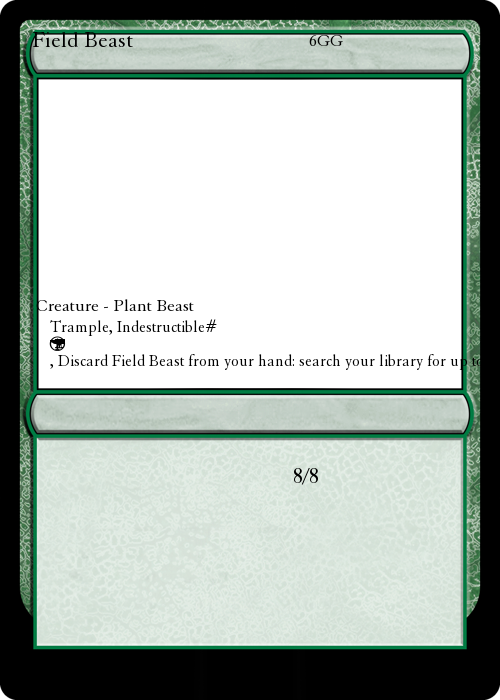 Field Beast 6GG
Creature - Plant Beast
Trample, Indestructible#
, Discard Field Beast from your hand: search your library for up to
8/8